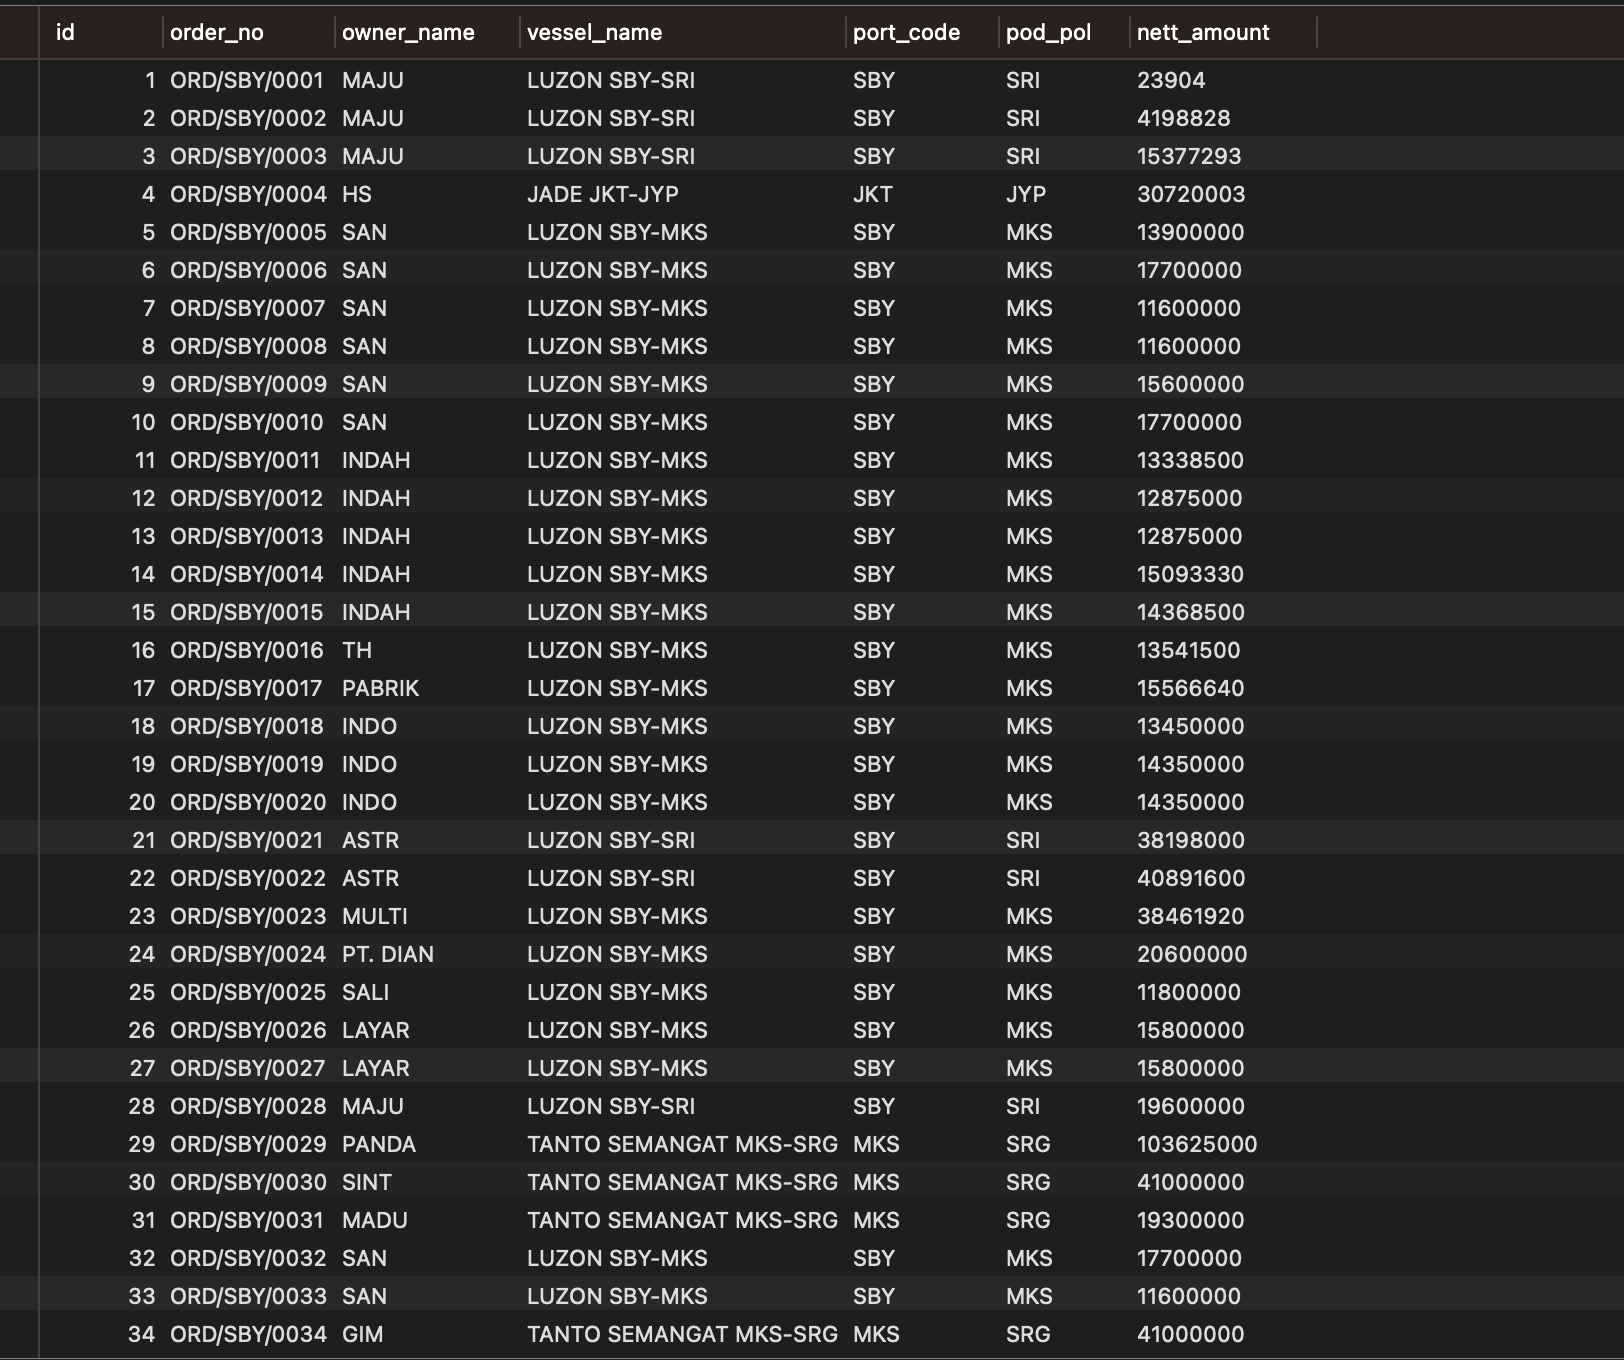 id order_no owner_name vessel_name port_code pod_pol nett_amount
1 ORD/SBY/0001 MAJU LUZON SBY-SRI SBY SRI 23904
2 ORD/SBY/0002 MAJU LUZON SBY-SRI SBY SRI 4198828
3 ORD/SBY/0003 MAJU LUZON SBY-SRI SBY SRI 15377293
4 ORD/SBY/0004 HS JADE JKT-JYP JKT JYP 30720003
5 ORD/SBY/0005 SAN LUZON SBY-MKS SBY MKS 13900000
6 ORD/SBY/0006 SAN LUZON SBY-MKS SBY MKS 17700000
7 ORD/SBY/0007 SAN LUZON SBY-MKS SBY MKS 11600000
8 ORD/SBY/0008 SAN LUZON SBY-MKS SBY MKS 11600000
9 ORD/SBY/0009 SAN LUZON SBY-MKS SBY MKS 15600000
10 ORD/SBY/0010 SAN LUZON SBY-MKS SBY MKS 17700000
11 ORD/SBY/0011 INDAH LUZON SBY-MKS SBY MKS 13338500
12 ORD/SBY/0012 INDAH LUZON SBY-MKS SBY MKS 12875000
13 ORD/SBY/0013 INDAH LUZON SBY-MKS SBY MKS 12875000
14 ORD/SBY/0014 INDAH LUZON SBY-MKS SBY MKS 15093330
15 ORD/SBY/0015 INDAH LUZON SBY-MKS SBY MKS 14368500
16 ORD/SBY/0016 TH LUZON SBY-MKS SBY MKS 13541500
17 ORD/SBY/0017 PABRIK LUZON SBY-MKS SBY MKS 15566640
18 ORD/SBY/0018 INDO LUZON SBY-MKS SBY MKS 13450000
19 ORD/SBY/0019 INDO LUZON SBY-MKS SBY MKS 14350000
20 ORD/SBY/0020 INDO LUZON SBY-MKS SBY MKS 14350000
21 ORD/SBY/0021 ASTR LUZON SBY-SRI SBY SRI 38198000
22 ORD/SBY/0022 ASTR LUZON SBY-SRI SBY SRI 40891600
23 ORD/SBY/0023 MULTI LUZON SBY-MKS SBY MKS 38461920
24 ORD/SBY/0024 PT. DIAN LUZON SBY-MKS SBY MKS 20600000
25 ORD/SBY/0025 SALI LUZON SBY-MKS SBY MKS 11800000
26 ORD/SBY/0026 LAYAR LUZON SBY-MKS SBY MKS 15800000
27 ORD/SBY/0027 LAYAR LUZON SBY-MKS SBY MKS 15800000
28 ORD/SBY/0028 MAJU LUZON SBY-SRI SBY SRI 19600000
29 ORD/SBY/0029 PANDA TANTO SEMANGAT MKS-SRG MKS SRG 103625000
30 ORD/SBY/0030 SINT TANTO SEMANGAT MKS-SRG MKS SRG 41000000
31 ORD/SBY/0031 MADU TANTO SEMANGAT MKS-SRG MKS SRG 19300000
32 ORD/SBY/0032 SAN LUZON SBY-MKS SBY MKS 17700000
33 ORD/SBY/0033 SAN LUZON SBY-MKS SBY MKS 11600000
34 ORD/SBY/0034 GIM TANTO SEMANGAT MKS-SRG MKS SRG 41000000